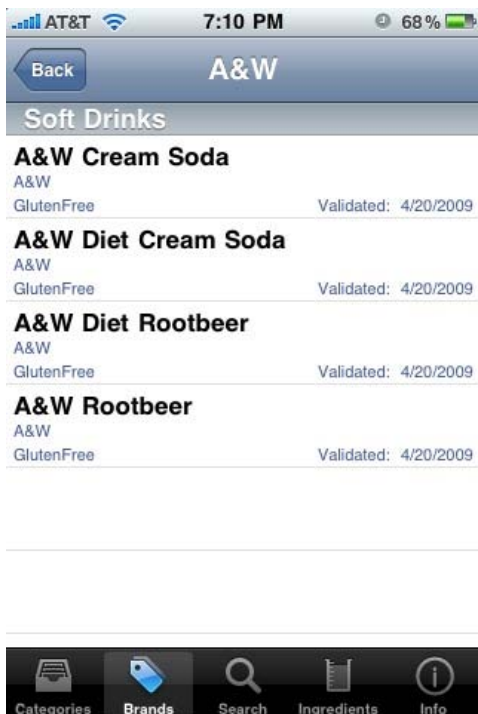 AT&T 7:10 PM 68%
Back A&W
Soft Drinks
A&W Cream Soda
A&W
GlutenFree Validated: 4/20/2009
A&W Diet Cream Soda
A&W
GlutenFree Validated: 4/20/2009
A&W Diet Rootbeer
A&W
GlutenFree Validated: 4/20/2009
A&W Rootbeer
A&W
GlutenFree Validated: 4/20/2009
Categories Brands Search Ingredients Info